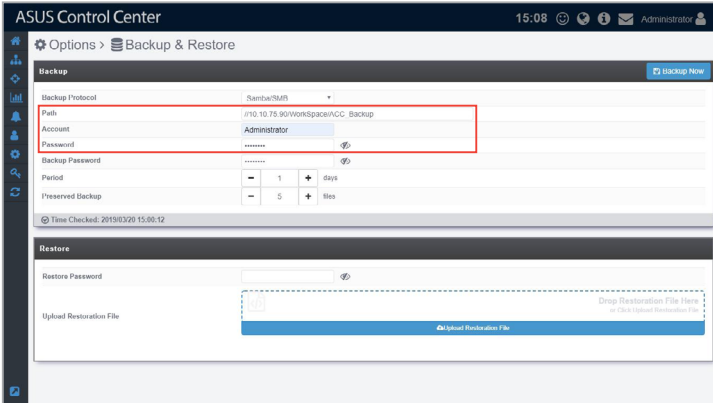 ASUS Control Center
15:08
Administrator
Options > Backup & Restore
Backup
Backup Now
Backup Protocol
Samba/SMB
Path
//10.10.75.90/WorkSpace/ACC_Backup
Account
Administrator
Password
••••••••
Backup Password
••••••••
Period
− 1 + days
Preserved Backup
− 5 + files
Time Checked: 2019/03/20 15:00:12
Restore
Restore Password
Upload Restoration File
Drop Restoration File Here
or Click Upload Restoration File
Upload Restoration File